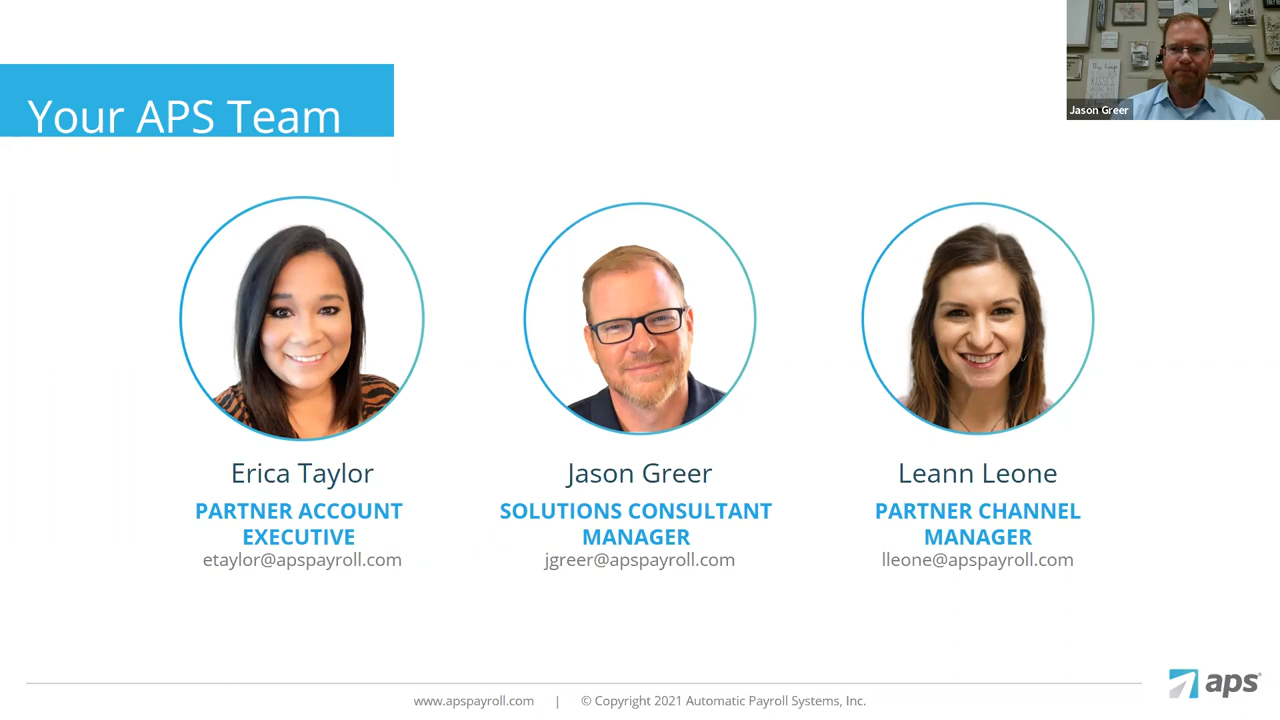 Your APS Team
Jason Greer
Erica Taylor
PARTNER ACCOUNT
EXECUTIVE
etaylor@apspayroll.com
Jason Greer
SOLUTIONS CONSULTANT
MANAGER
jgreer@apspayroll.com
Leann Leone
PARTNER CHANNEL
MANAGER
lleone@apspayroll.com
www.apspayroll.com | © Copyright 2021 Automatic Payroll Systems, Inc.
aps